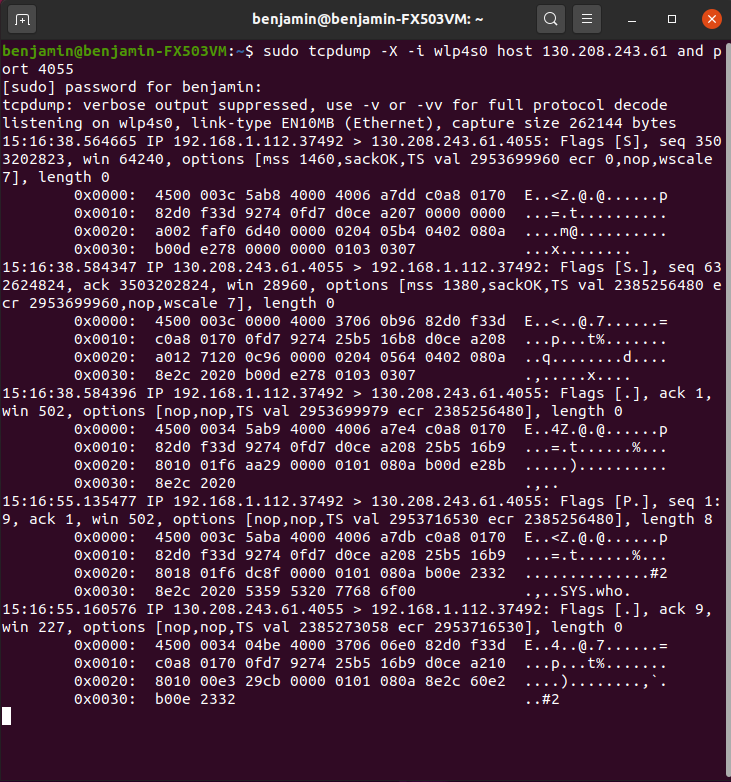 benjamin@benjamin-FX503VM: ~
benjamin@benjamin-FX503VM:~$ sudo tcpdump -X -i wlp4s0 host 130.208.243.61 and p
ort 4055
[sudo] password for benjamin:
tcpdump: verbose output suppressed, use -v or -vv for full protocol decode
listening on wlp4s0, link-type EN10MB (Ethernet), capture size 262144 bytes
15:16:38.564665 IP 192.168.1.112.37492 > 130.208.243.61.4055: Flags [S], seq 350
3202823, win 64240, options [mss 1460,sackOK,TS val 2953699960 ecr 0,nop,wscale
7], length 0
0x0000:  4500 003c 5ab8 4000 4006 a7dd c0a8 0170  E..<Z.@.@......p
0x0010:  82d0 f33d 9274 0fd7 d0ce a207 0000 0000  ...=.t..........
0x0020:  a002 faf0 6d40 0000 0204 05b4 0402 080a  ....m@..........
0x0030:  b00d e278 0000 0000 0103 0307            ...x........
15:16:38.584347 IP 130.208.243.61.4055 > 192.168.1.112.37492: Flags [S.], seq 63
2624824, ack 3503202824, win 28960, options [mss 1380,sackOK,TS val 2385256480 e
cr 2953699960,nop,wscale 7], length 0
0x0000:  4500 003c 0000 4000 3706 0b96 82d0 f33d  E..<..@.7......=
0x0010:  c0a8 0170 0fd7 9274 25b5 16b8 d0ce a208  ...p...t%.......
0x0020:  a012 7120 0c96 0000 0204 0564 0402 080a  ..q........d....
0x0030:  8e2c 2020 b00d e278 0103 0307            .,.....x....
15:16:38.584396 IP 192.168.1.112.37492 > 130.208.243.61.4055: Flags [.], ack 1,
win 502, options [nop,nop,TS val 2953699979 ecr 2385256480], length 0
0x0000:  4500 0034 5ab9 4000 4006 a7e4 c0a8 0170  E..4Z.@.@......p
0x0010:  82d0 f33d 9274 0fd7 d0ce a208 25b5 16b9  ...=.t......%...
0x0020:  8010 01f6 aa29 0000 0101 080a b00d e28b  .....)..........
0x0030:  8e2c 2020                                .,..
15:16:55.135477 IP 192.168.1.112.37492 > 130.208.243.61.4055: Flags [P.], seq 1:
9, ack 1, win 502, options [nop,nop,TS val 2953716530 ecr 2385256480], length 8
0x0000:  4500 003c 5aba 4000 4006 a7db c0a8 0170  E..<Z.@.@......p
0x0010:  82d0 f33d 9274 0fd7 d0ce a208 25b5 16b9  ...=.t......%...
0x0020:  8018 01f6 dc8f 0000 0101 080a b00e 2332  ..............#2
0x0030:  8e2c 2020 5359 5320 7768 6f00            .,..SYS.who.
15:16:55.160576 IP 130.208.243.61.4055 > 192.168.1.112.37492: Flags [.], ack 9,
win 227, options [nop,nop,TS val 2385273058 ecr 2953716530], length 0
0x0000:  4500 0034 04be 4000 3706 06e0 82d0 f33d  E..4..@.7......=
0x0010:  c0a8 0170 0fd7 9274 25b5 16b9 d0ce a210  ...p...t%.......
0x0020:  8010 00e3 29cb 0000 0101 080a 8e2c 60e2  ....)........,`.
0x0030:  b00e 2332                                ..#2